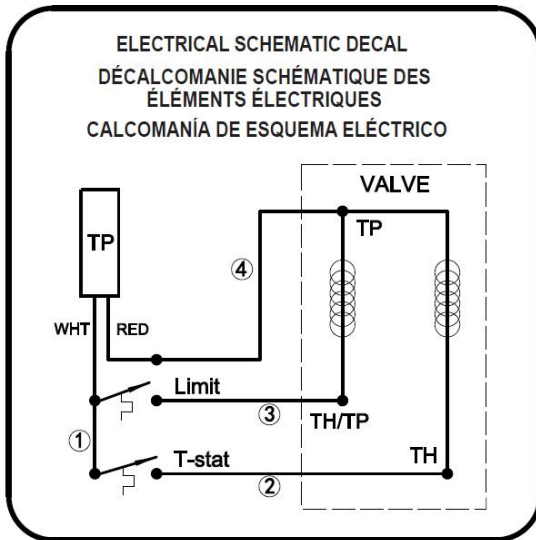 ELECTRICAL SCHEMATIC DECAL
DÉCALCOMANIE SCHÉMATIQUE DES
ÉLÉMENTS ÉLECTRIQUES
CALCOMANÍA DE ESQUEMA ELÉCTRICO
VALVE
TP
TP
4
WHT RED
Limit
3
TH/TP
1
T-stat
TH
2